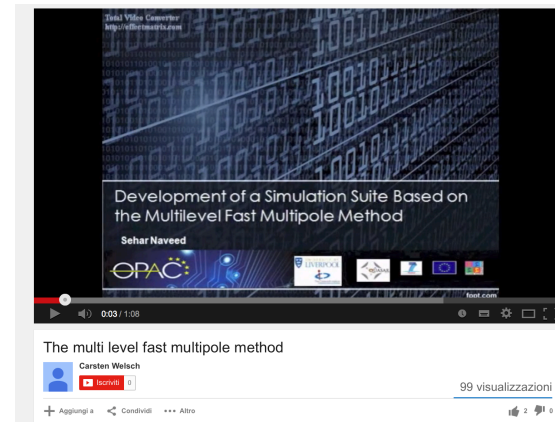 Total Video Converter
http://effectmatrix.com
Development of a Simulation Suite Based on
the Multilevel Fast Multipole Method
Sehar Naveed
OPAC
LIVERPOOL
font.com
0:03 / 1:08
The multi level fast multipole method
Carsten Welsch
Iscriviti 0
99 visualizzazioni
Aggiungi a Condividi Altro 2 0